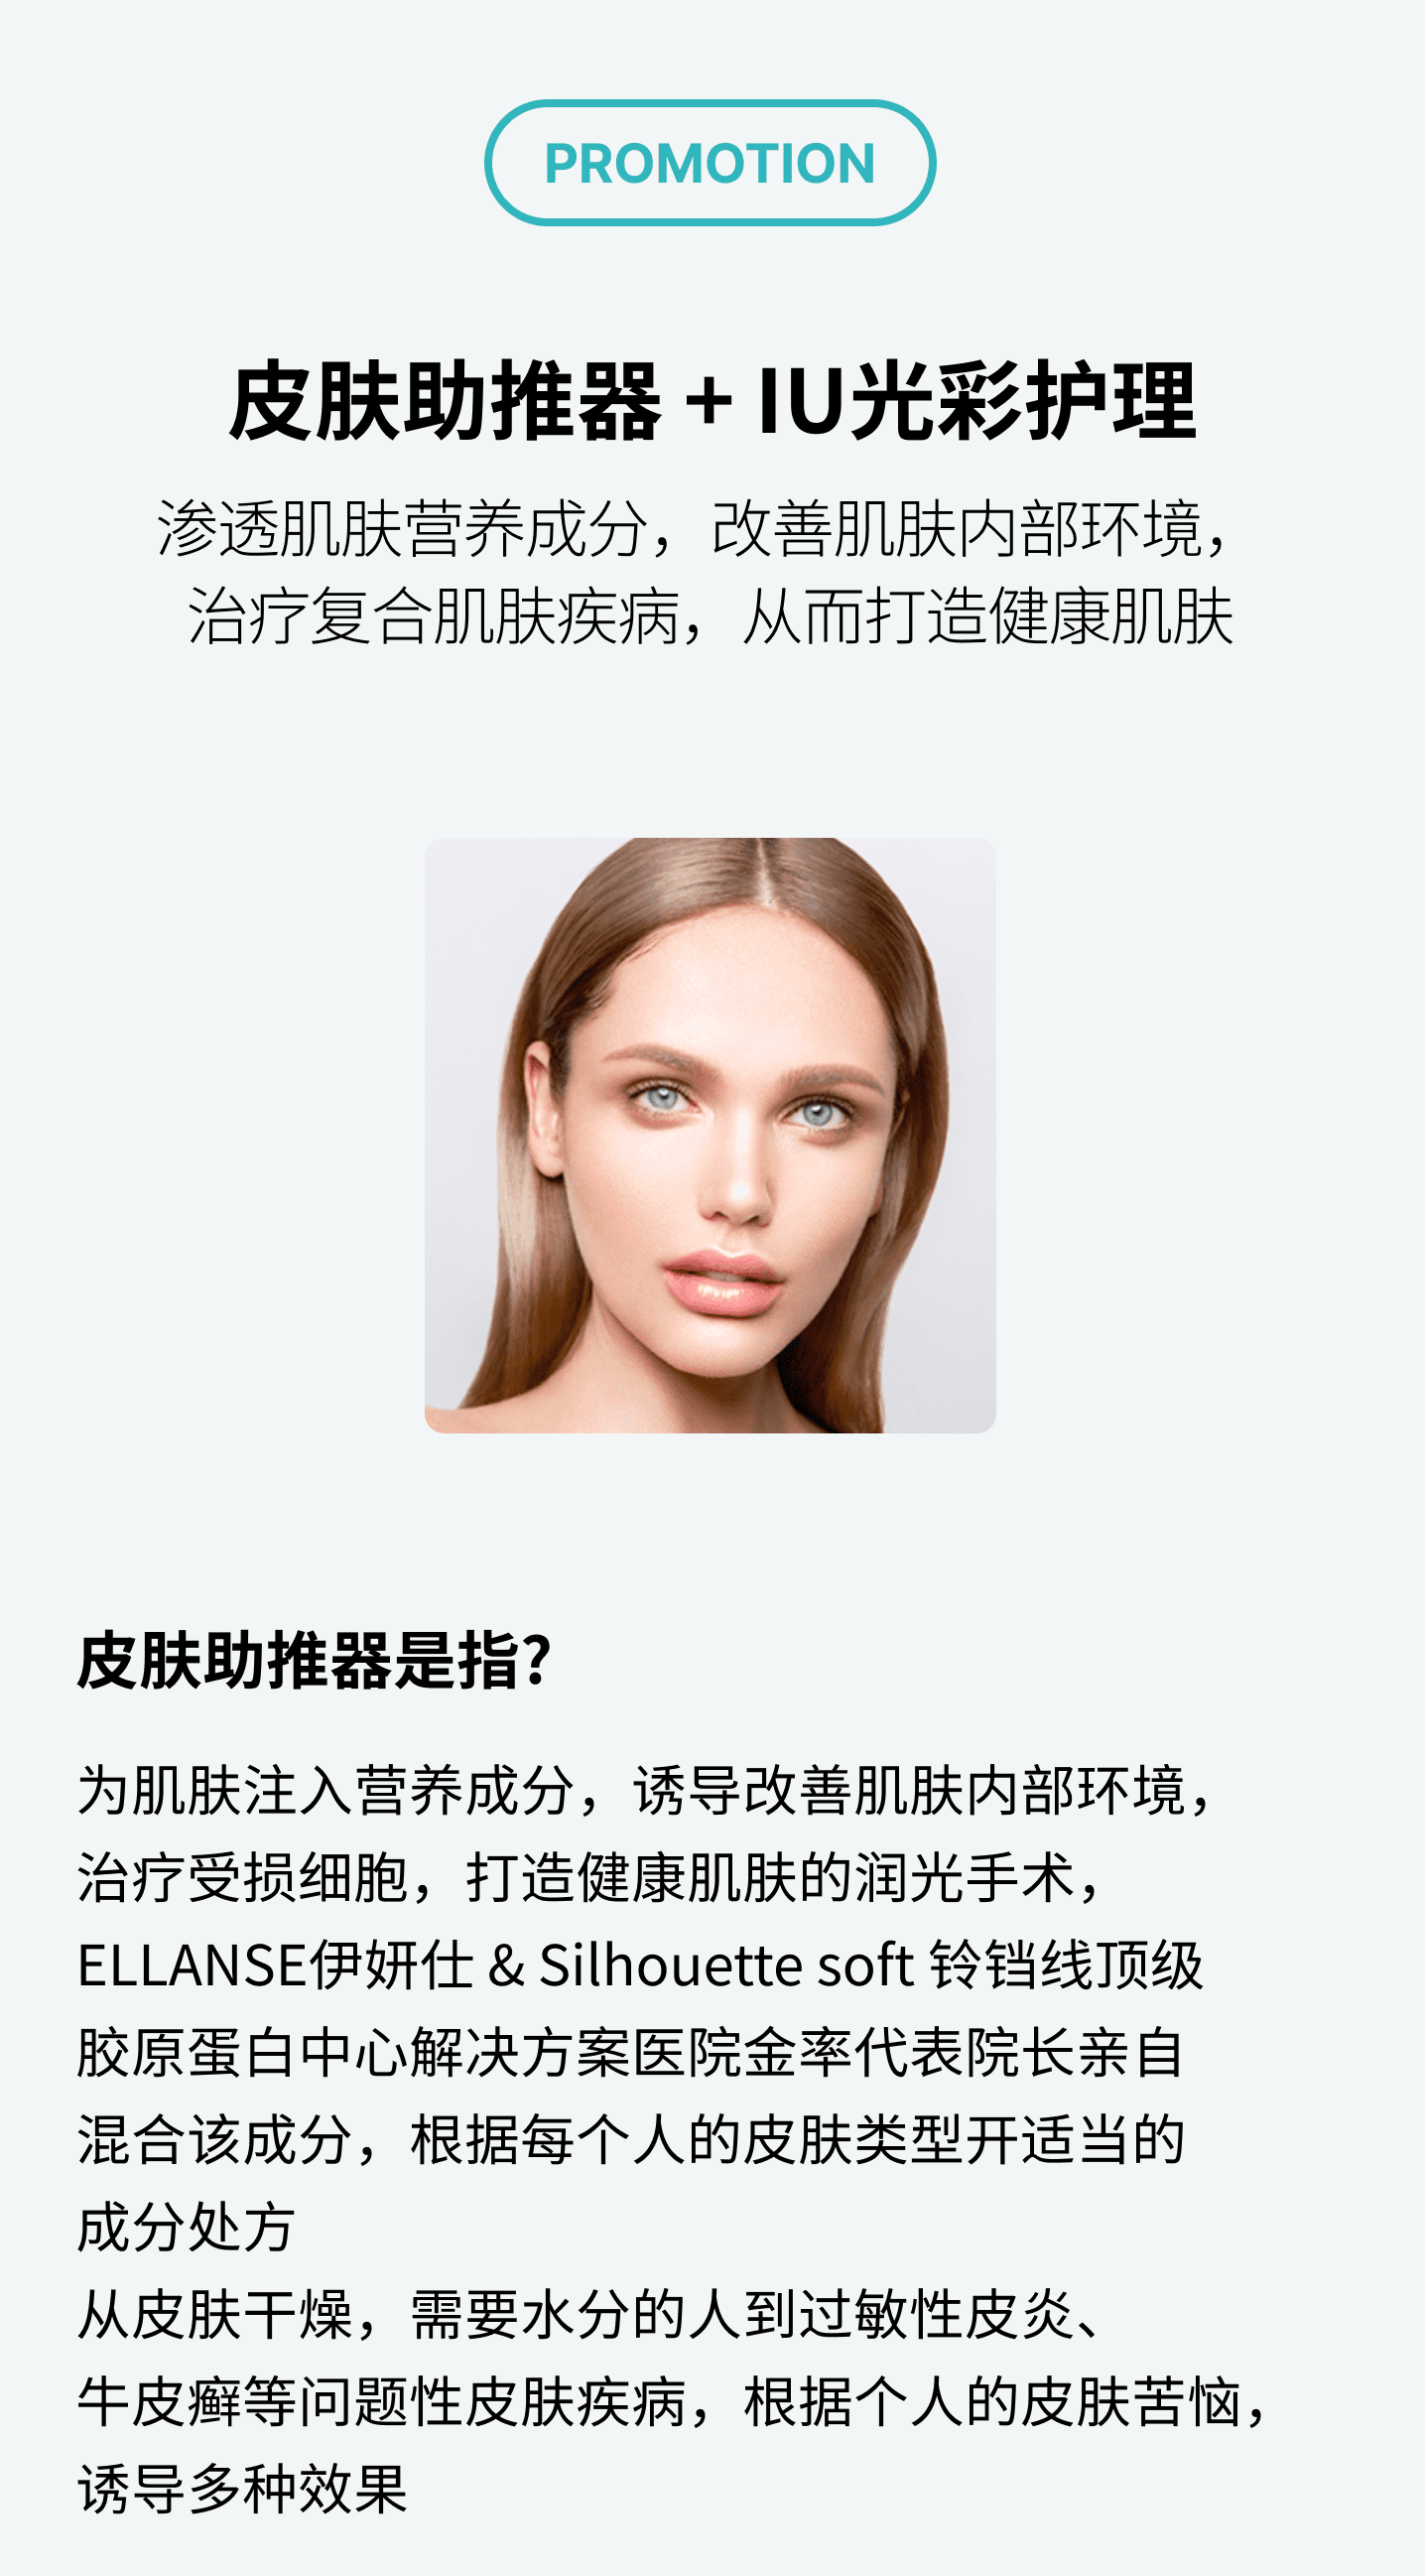 PROMOTION
皮肤助推器 + IU光彩护理
渗透肌肤营养成分，改善肌肤内部环境，
治疗复合肌肤疾病，从而打造健康肌肤
皮肤助推器是指？
为肌肤注入营养成分，诱导改善肌肤内部环境，
治疗受损细胞，打造健康肌肤的润光手术，
ELLANSE伊妍仕 & Silhouette soft 铃铛线顶级
胶原蛋白中心解决方案医院金率代表院长亲自
混合该成分，根据每个人的皮肤类型开适当的
成分处方
从皮肤干燥，需要水分的人到过敏性皮炎、
牛皮癣等问题性皮肤疾病，根据个人的皮肤苦恼，
诱导多种效果